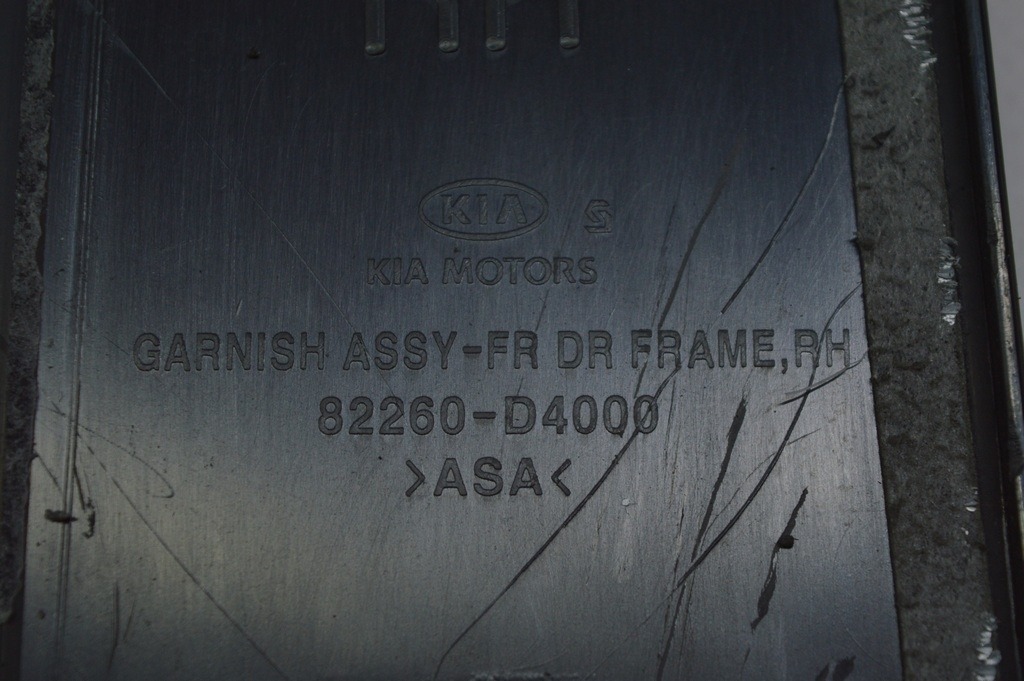 KIA
KIA MOTORS
GARNISH ASSY-FR DR FRAME,RH
82260-D4000
>ASA<